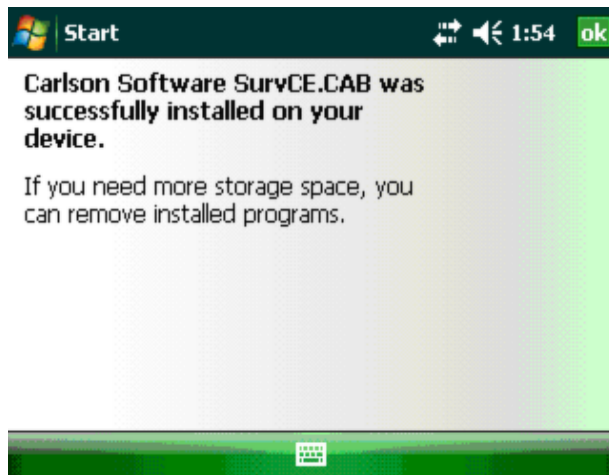 Start 1:54 ok
Carlson Software SurvCE.CAB was
successfully installed on your
device.
If you need more storage space, you
can remove installed programs.